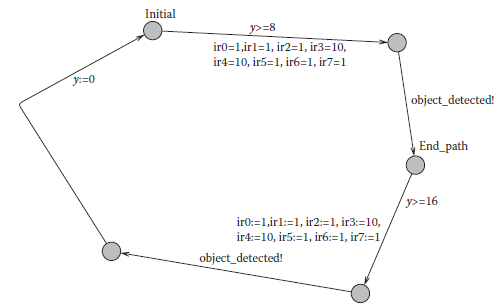 Initial
y>=8
ir0=1,ir1=1, ir2=1, ir3=10,
ir4=10, ir5=1, ir6=1, ir7=1
y:=0
object_detected!
End_path
y>=16
ir0:=1,ir1:=1, ir2:=1, ir3:=10,
ir4:=10, ir5:=1, ir6:=1, ir7:=1
object_detected!